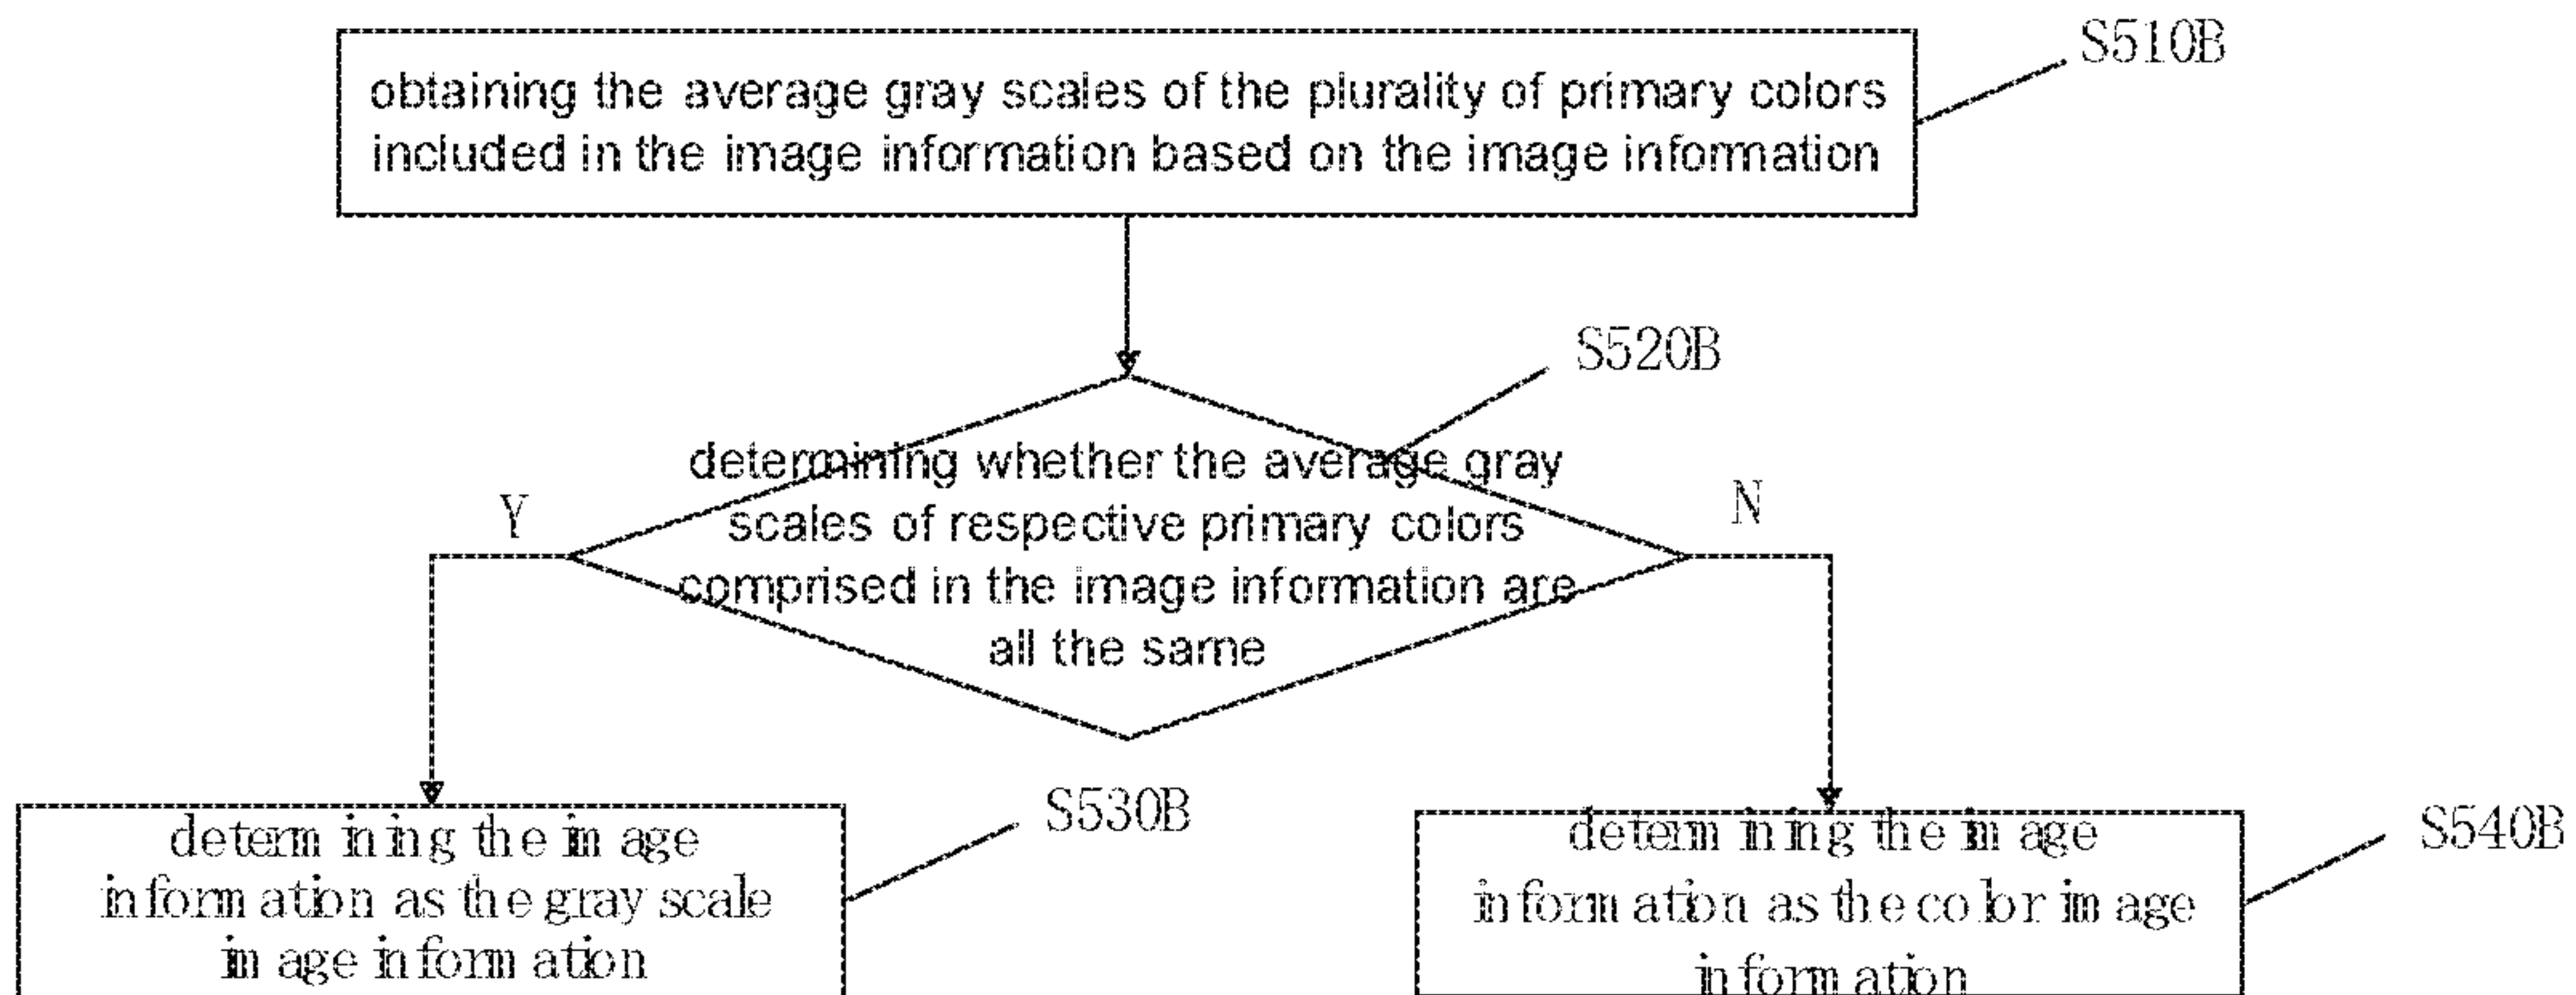 obtaining the average gray scales of the plurality of primary colors
included in the image information based on the image information
S510B
S520B
determining whether the average gray
scales of respective primary colors
comprised in the image information are
all the same
Y
N
determining the image
information as the gray scale
image information
S530B
determining the image
information as the color image
information
S540B